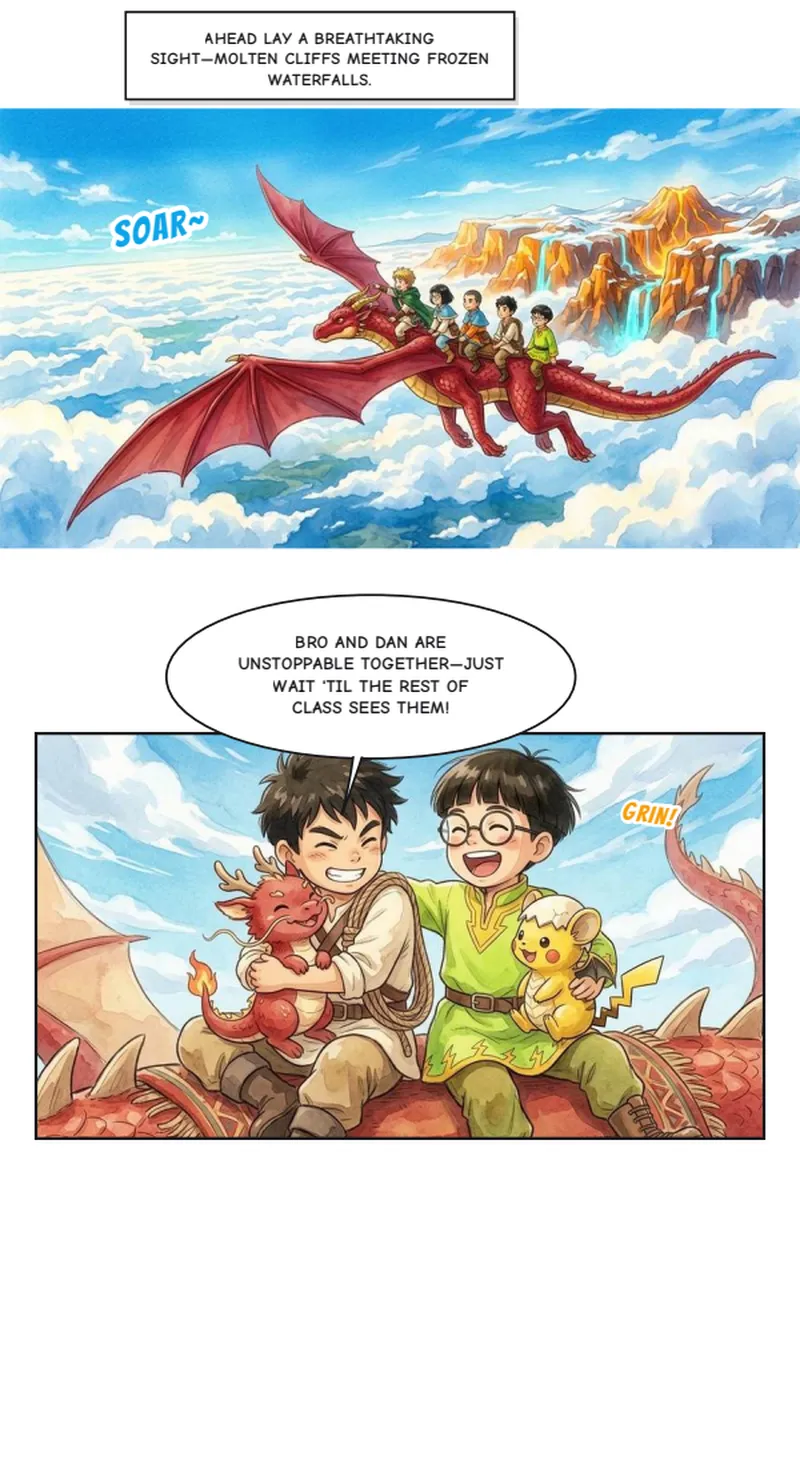 AHEAD LAY A BREATHTAKING
SIGHT—MOLTEN CLIFFS MEETING FROZEN
WATERFALLS.
SOAR~
BRO AND DAN ARE
UNSTOPPABLE TOGETHER—JUST
WAIT 'TIL THE REST OF
CLASS SEES THEM!
GRIN!